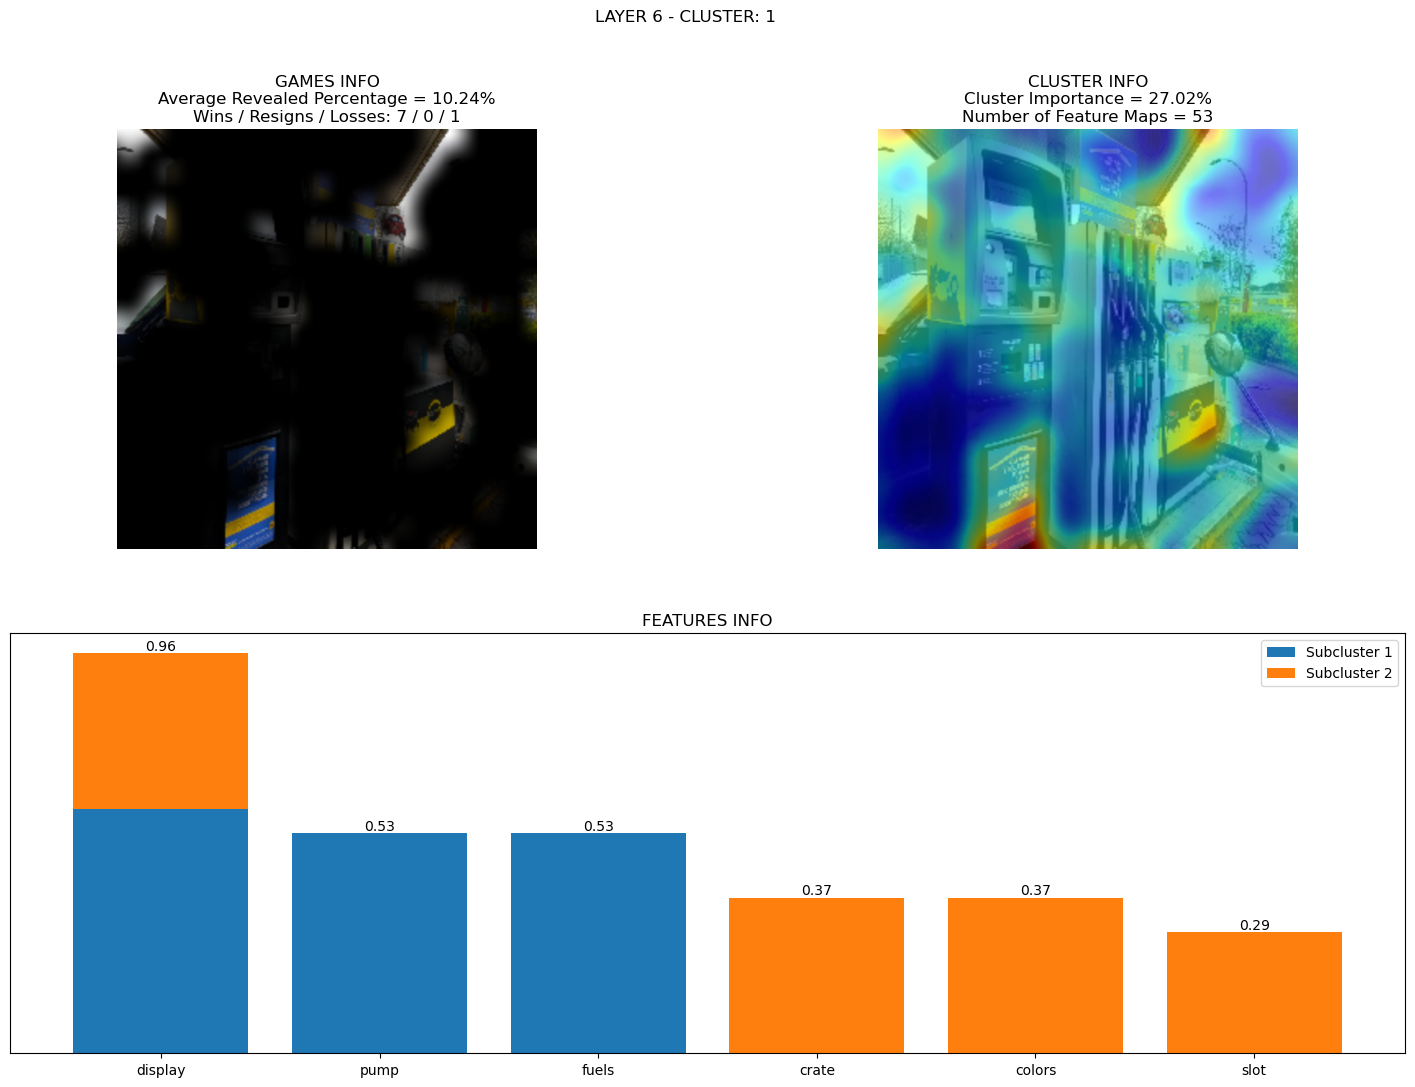 LAYER 6 - CLUSTER: 1
GAMES INFO
Average Revealed Percentage = 10.24%
Wins / Resigns / Losses: 7 / 0 / 1
CLUSTER INFO
Cluster Importance = 27.02%
Number of Feature Maps = 53
FEATURES INFO
Subcluster 1
Subcluster 2
0.96
0.53
0.53
0.37
0.37
0.29
display
pump
fuels
crate
colors
slot